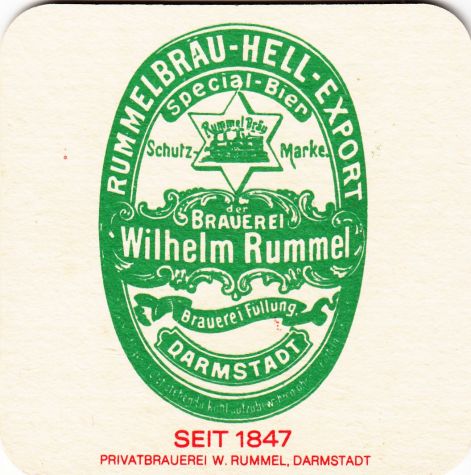 RUMMELBRÄU-HELL-EXPORT
Special-Bier
Rummel Bräu
Schutz- Marke.
der
BRAUEREI
Wilhelm Rummel
Brauerei Füllung.
DARMSTADT
SEIT 1847
PRIVATBRAUEREI W. RUMMEL, DARMSTADT